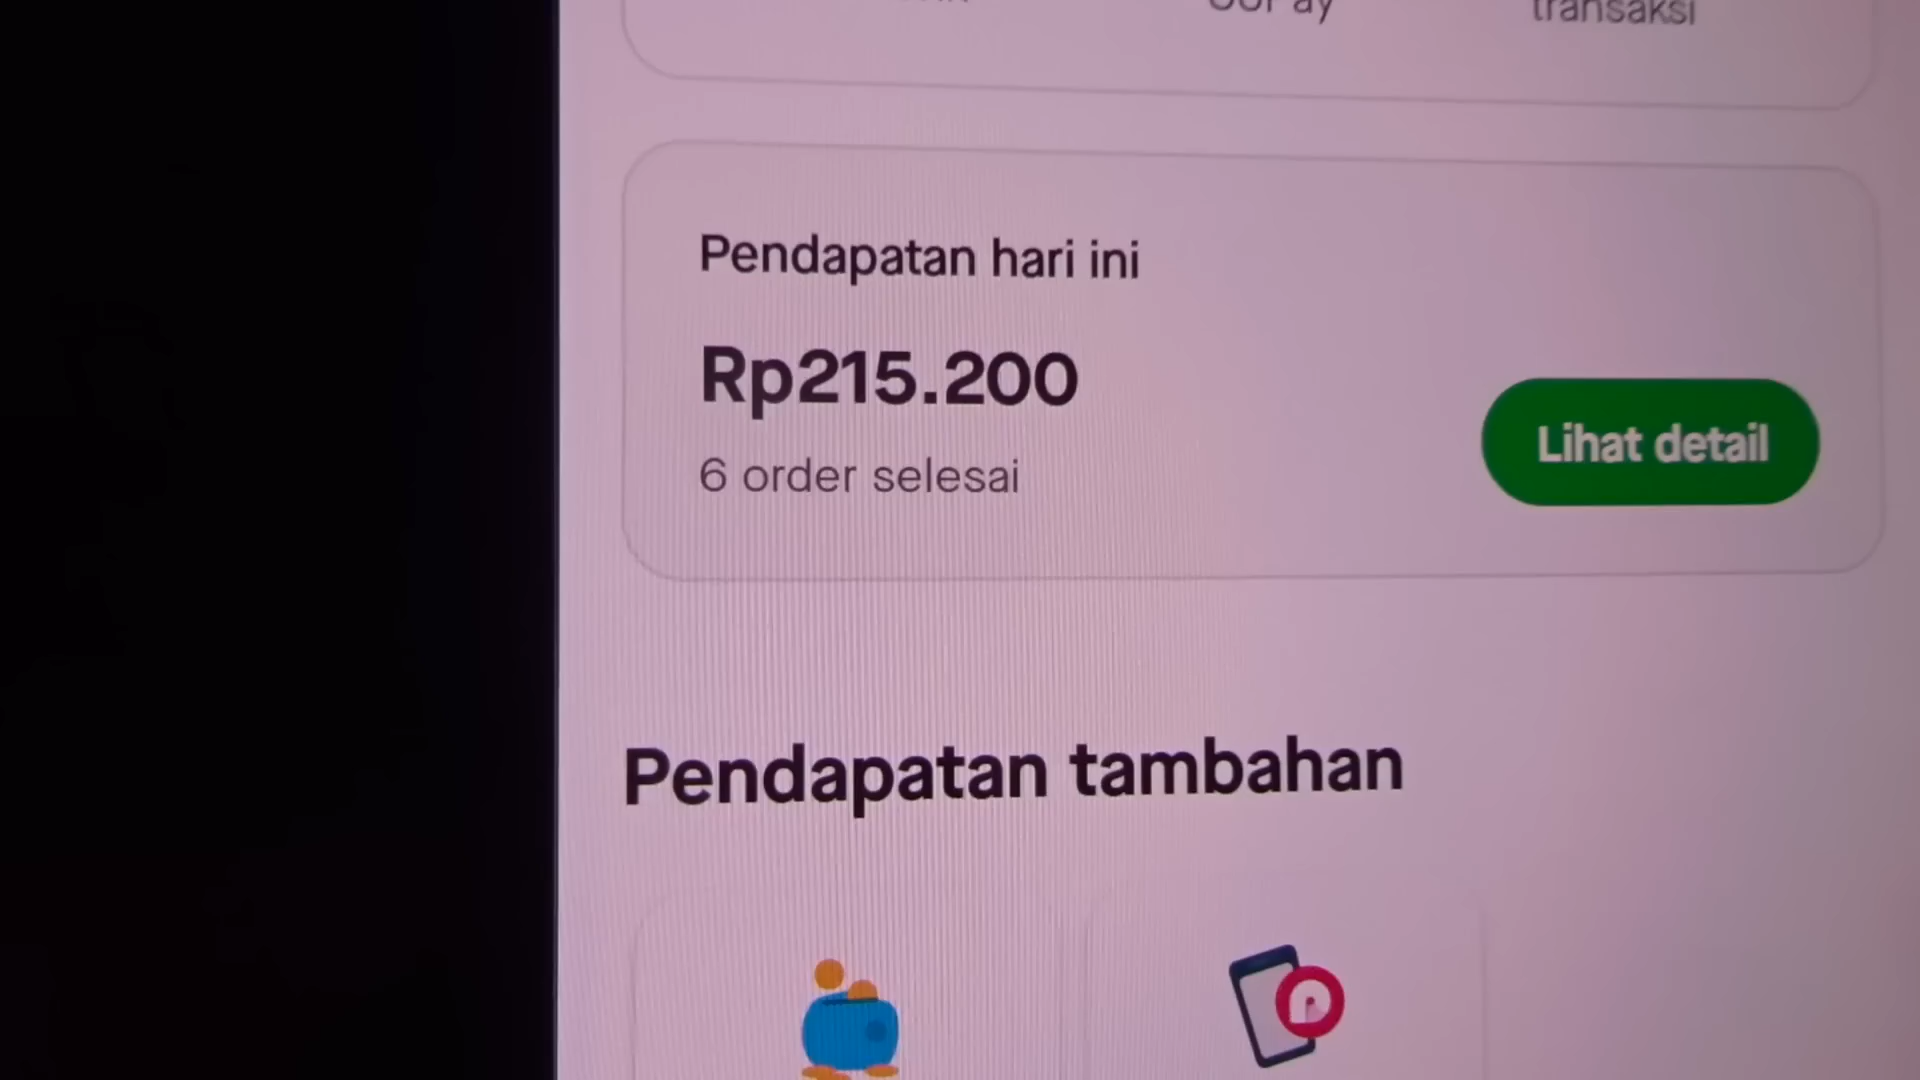 transaksi
Pendapatan hari ini
Rp215.200
6 order selesai
Lihat detail
Pendapatan tambahan